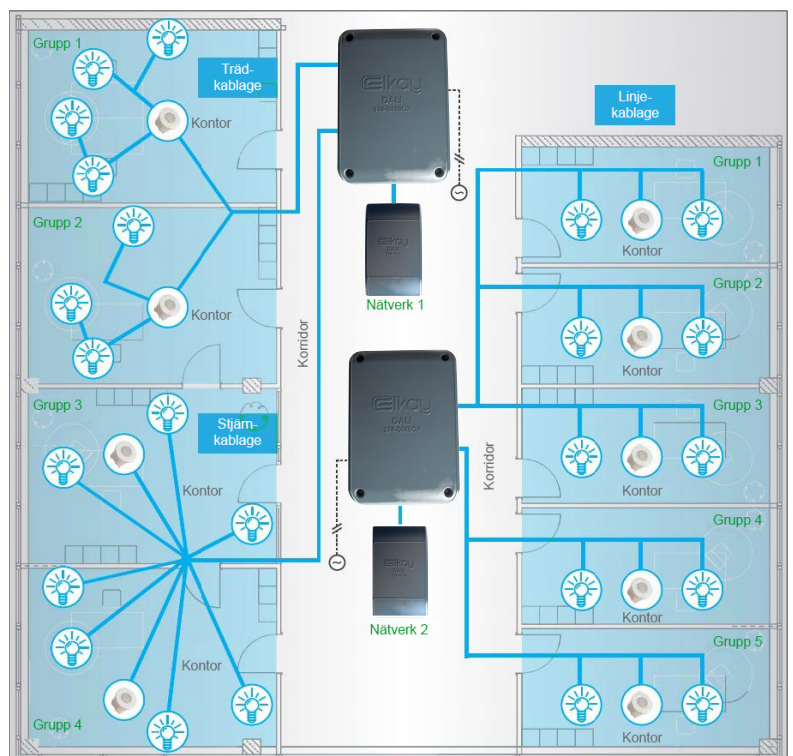 Grupp 1
Träd-
kablage
Kontor
Grupp 2
Kontor
Grupp 3
Stjärn-
kablage
Kontor
Kontor
Grupp 4
Korridor
Elkay
DALI
Nätverk 1
Elkay
DALI
Nätverk 2
Korridor
Linje-
kablage
Grupp 1
Kontor
Grupp 2
Kontor
Grupp 3
Kontor
Grupp 4
Kontor
Grupp 5
Kontor